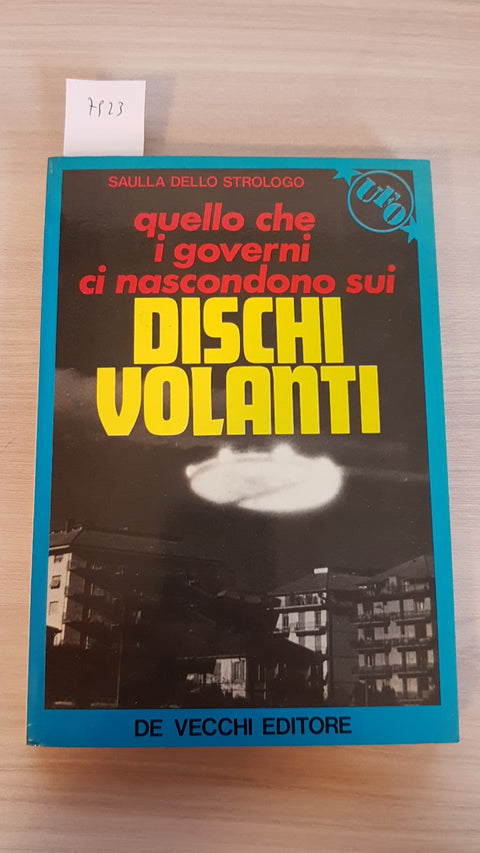 7923
SAULLA DELLO STROLOGO
UFO
quello che
i governi
ci nascondono sui
DISCHI
VOLANTI
DE VECCHI EDITORE